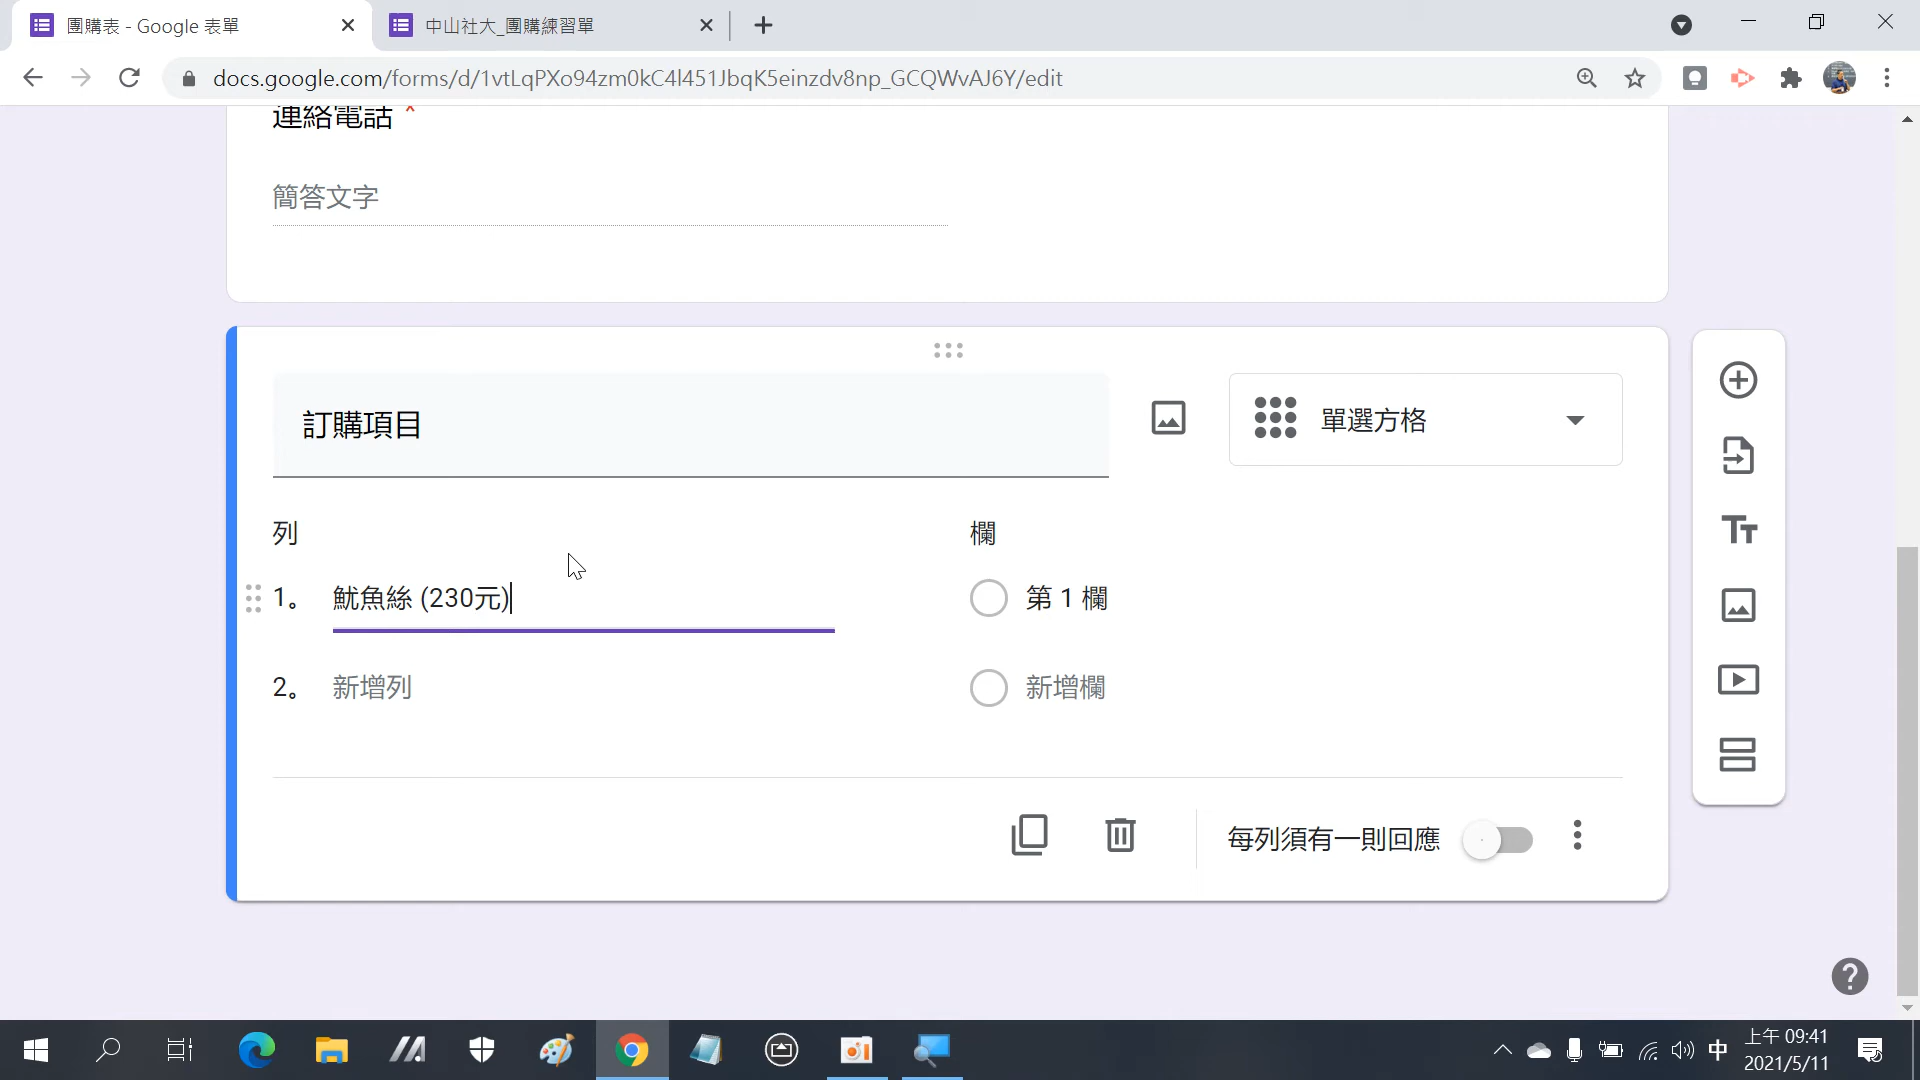 團購表 - Google 表單
中山社大_團購練習單
docs.google.com/forms/d/1vtLqPXo94zm0kC4l451JbqK5einzdv8np_GCQWvAJ6Y/edit
連絡電話 *
簡答文字
訂購項目
單選方格
列
欄
1。 魷魚絲 (230元)
第 1 欄
2。 新增列
新增欄
每列須有一則回應
中
上午 09:41
2021/5/11